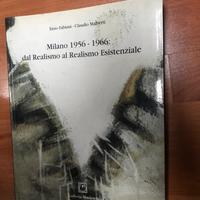 Enzo Fabiani - Claudio Malberti
Milano 1956 - 1966:
dal Realismo al Realismo Esistenziale